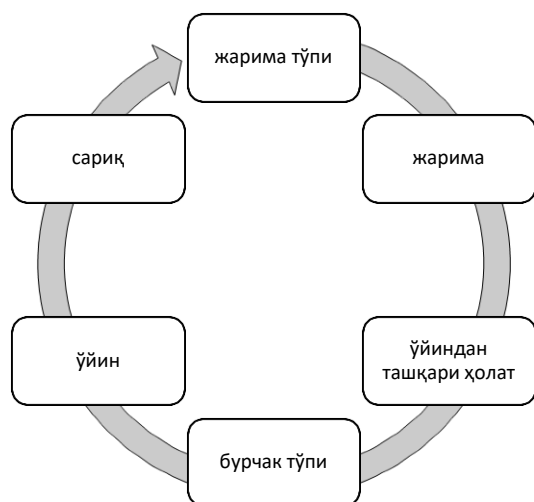 жарима тўпи
жарима
ўйиндан
ташқари ҳолат
бурчак тўпи
ўйин
сариқ